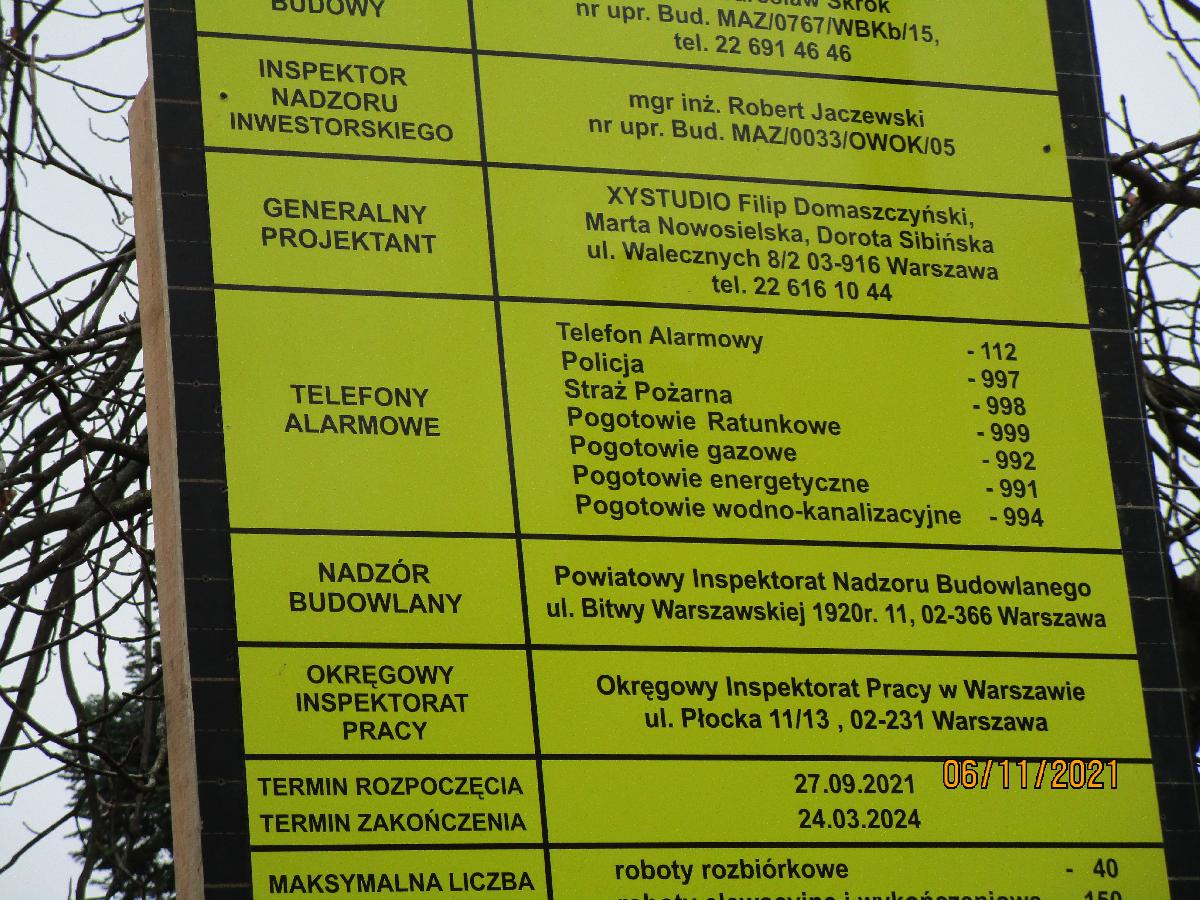 BUDOWY
Skrok
nr upr. Bud. MAZ/0767/WBKb/15,
tel. 22 691 46 46
INSPEKTOR
NADZORU
INWESTORSKIEGO
mgr inż. Robert Jaczewski
nr upr. Bud. MAZ/0033/OWOK/05
GENERALNY
PROJEKTANT
XYSTUDIO Filip Domaszczyński,
Marta Nowosielska, Dorota Sibińska
ul. Walecznych 8/2 03-916 Warszawa
tel. 22 616 10 44
TELEFONY
ALARMOWE
Telefon Alarmowy - 112
Policja - 997
Straż Pożarna - 998
Pogotowie Ratunkowe - 999
Pogotowie gazowe - 992
Pogotowie energetyczne - 991
Pogotowie wodno-kanalizacyjne - 994
NADZÓR
BUDOWLANY
Powiatowy Inspektorat Nadzoru Budowlanego
ul. Bitwy Warszawskiej 1920r. 11, 02-366 Warszawa
OKRĘGOWY
INSPEKTORAT
PRACY
Okręgowy Inspektorat Pracy w Warszawie
ul. Płocka 11/13 , 02-231 Warszawa
TERMIN ROZPOCZĘCIA 27.09.2021
TERMIN ZAKOŃCZENIA 24.03.2024
06/11/2021
MAKSYMALNA LICZBA
roboty rozbiórkowe - 40
roboty elewacyjne i wykończeniowe - 150